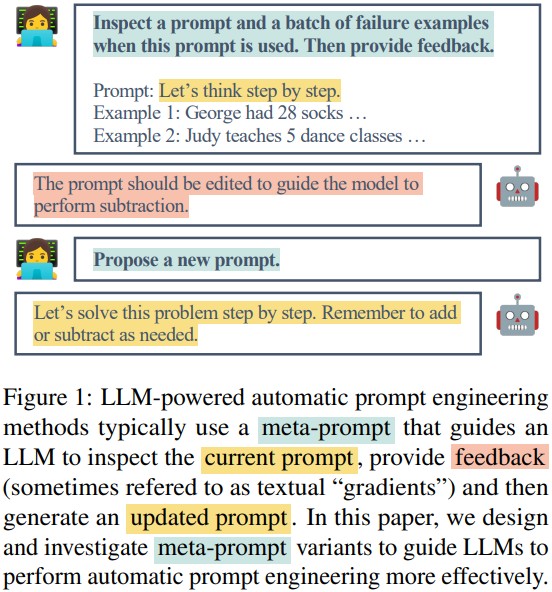 Inspect a prompt and a batch of failure examples
when this prompt is used. Then provide feedback.
Prompt: Let’s think step by step.
Example 1: George had 28 socks …
Example 2: Judy teaches 5 dance classes …
The prompt should be edited to guide the model to
perform subtraction.
Propose a new prompt.
Let’s solve this problem step by step. Remember to add
or subtract as needed.
Figure 1: LLM-powered automatic prompt engineering
methods typically use a meta-prompt that guides an
LLM to inspect the current prompt, provide feedback
(sometimes refered to as textual “gradients”) and then
generate an updated prompt. In this paper, we design
and investigate meta-prompt variants to guide LLMs to
perform automatic prompt engineering more effectively.